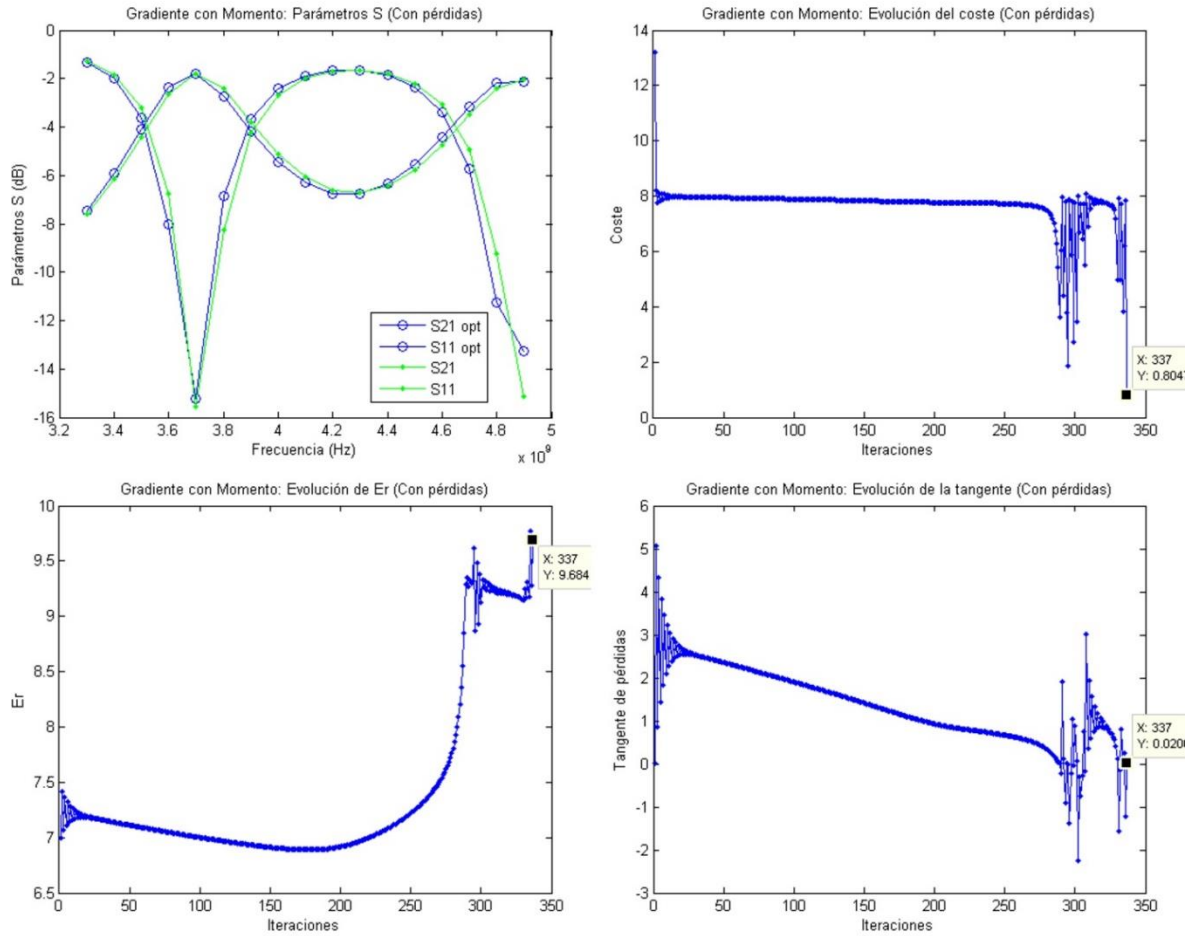 Gradiente con Momento: Parámetros S (Con pérdidas)
0
-2
-4
-6
-8
-10
-12
-14
-16
Parámetros S (dB)
S21 opt
S11 opt
S21
S11
3.2 3.4 3.6 3.8 4 4.2 4.4 4.6 4.8 5
Frecuencia (Hz)
x 10⁹
Gradiente con Momento: Evolución del coste (Con pérdidas)
14
12
10
8
6
4
2
0
Coste
X: 337
Y: 0.8047
0 50 100 150 200 250 300 350
Iteraciones
Gradiente con Momento: Evolución de Er (Con pérdidas)
10
9.5
9
8.5
8
7.5
7
6.5
Er
X: 337
Y: 9.684
0 50 100 150 200 250 300 350
Iteraciones
Gradiente con Momento: Evolución de la tangente (Con pérdidas)
6
5
4
3
2
1
0
-1
-2
-3
Tangente de pérdidas
X: 337
0 50 100 150 200 250 300 350
Iteraciones